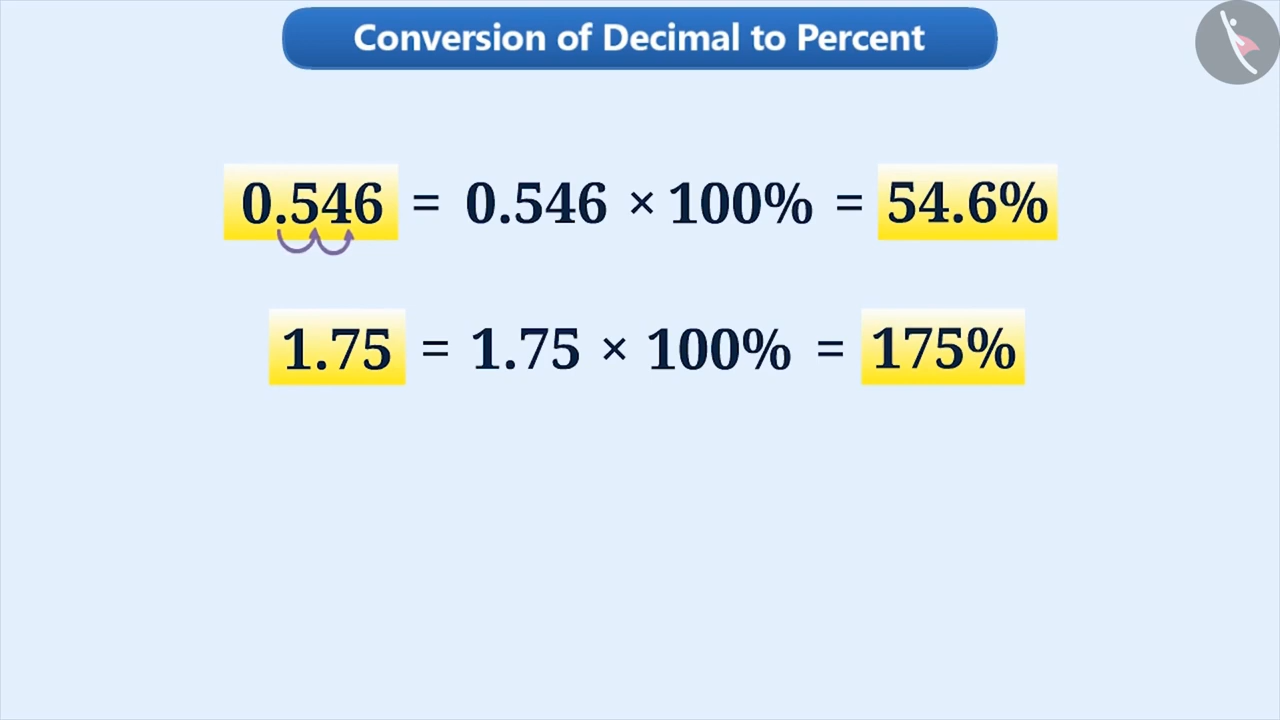 Conversion of Decimal to Percent
0.546 = 0.546 × 100% = 54.6%
1.75 = 1.75 × 100% = 175%